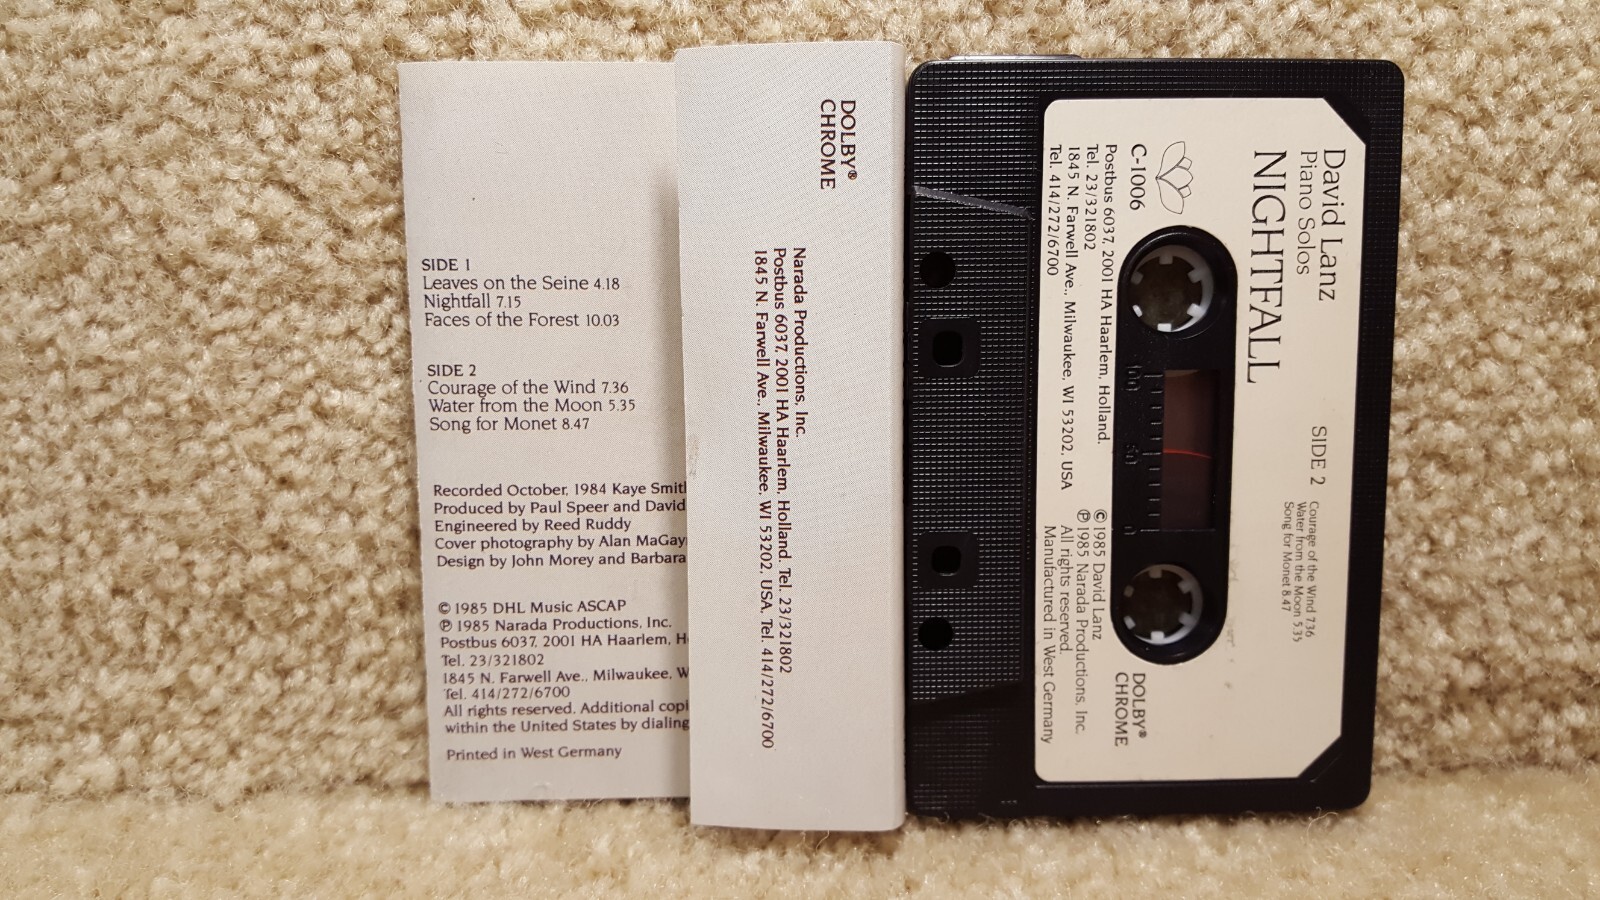 SIDE 1
Leaves on the Seine 4.18
Nightfall 7.15
Faces of the Forest 10.03
SIDE 2
Courage of the Wind 7.36
Water from the Moon 5.35
Song for Monet 8.47
Recorded October, 1984 Kaye
Produced by Paul Speer and David
Engineered by Reed Ruddy
Cover photography by Alan
Design by John Morey and Barbara
© 1985 DHL Music ASCAP
℗ 1985 Narada Productions, Inc.
Postbus 6037, 2001 HA Haarlem,
Tel. 23/321802
1845 N. Farwell Ave., Milwaukee,
Tel. 414/272/6700
All rights reserved. Additional
within the United States by dialing
Printed in West Germany
DOLBY®
CHROME
Narada Productions, Inc.
Postbus 6037, 2001 HA Haarlem, Holland. Tel. 23/321802
1845 N. Farwell Ave., Milwaukee, WI 53202, USA, Tel. 414/272/6700
David Lanz
Piano Solos
NIGHTFALL
SIDE 2
Courage of the Wind 7.36
Water from the Moon 5.35
Song for Monet 8.47
100 50 0
C-1006
Postbus 6037, 2001 HA Haarlem, Holland.
Tel. 23/321802
1845 N. Farwell Ave., Milwaukee, WI 53202, USA
Tel. 414/272/6700
DOLBY®
CHROME
© 1985 David Lanz
℗ 1985 Narada Productions, Inc.
All rights reserved.
Manufactured in West Germany